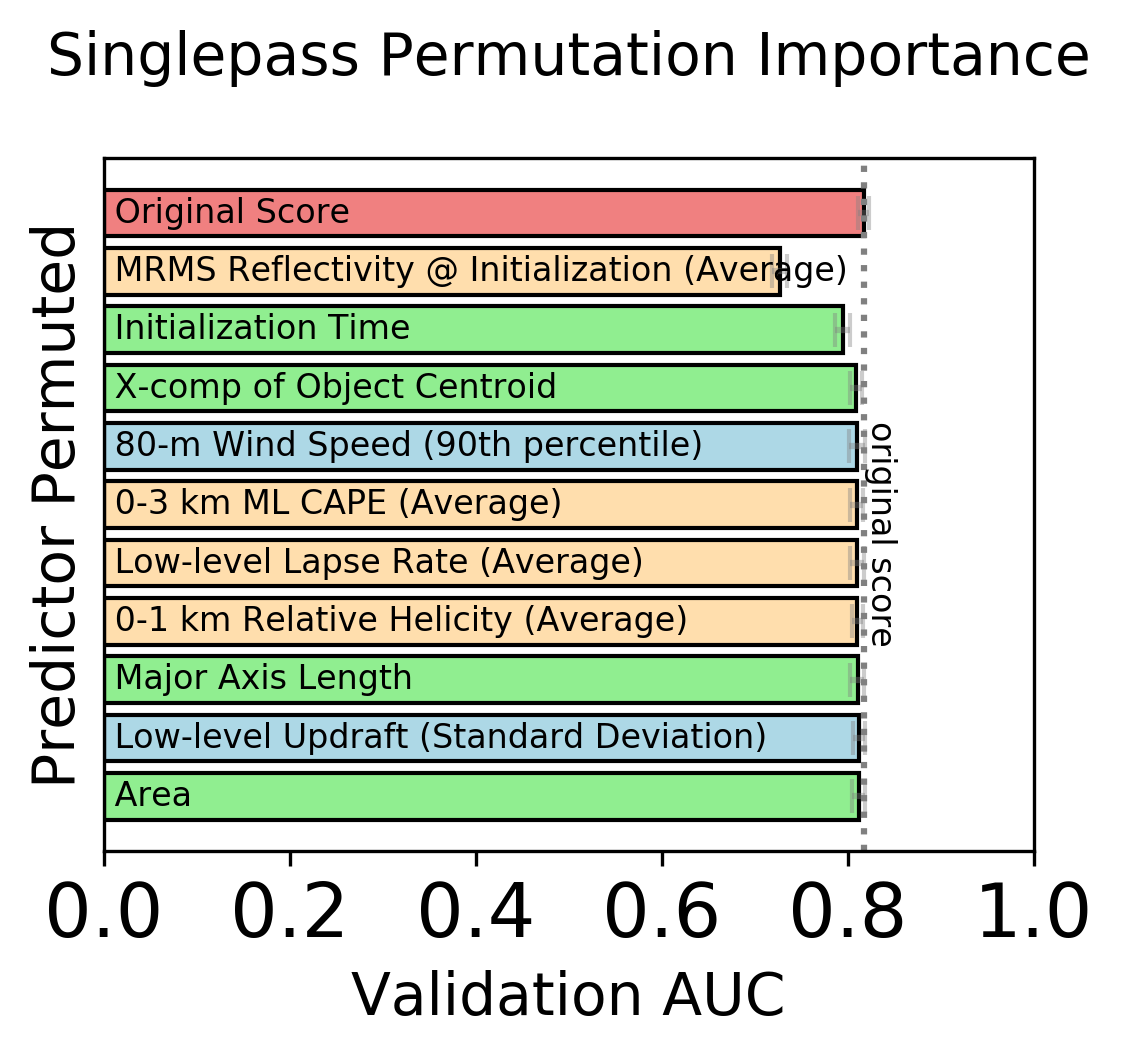 Singlepass Permutation Importance
Predictor Permuted
Original Score
MRMS Reflectivity @ Initialization (Average)
Initialization Time
X-comp of Object Centroid
80-m Wind Speed (90th percentile)
0-3 km ML CAPE (Average)
Low-level Lapse Rate (Average)
0-1 km Relative Helicity (Average)
Major Axis Length
Low-level Updraft (Standard Deviation)
Area
original score
0.0 0.2 0.4 0.6 0.8 1.0
Validation AUC